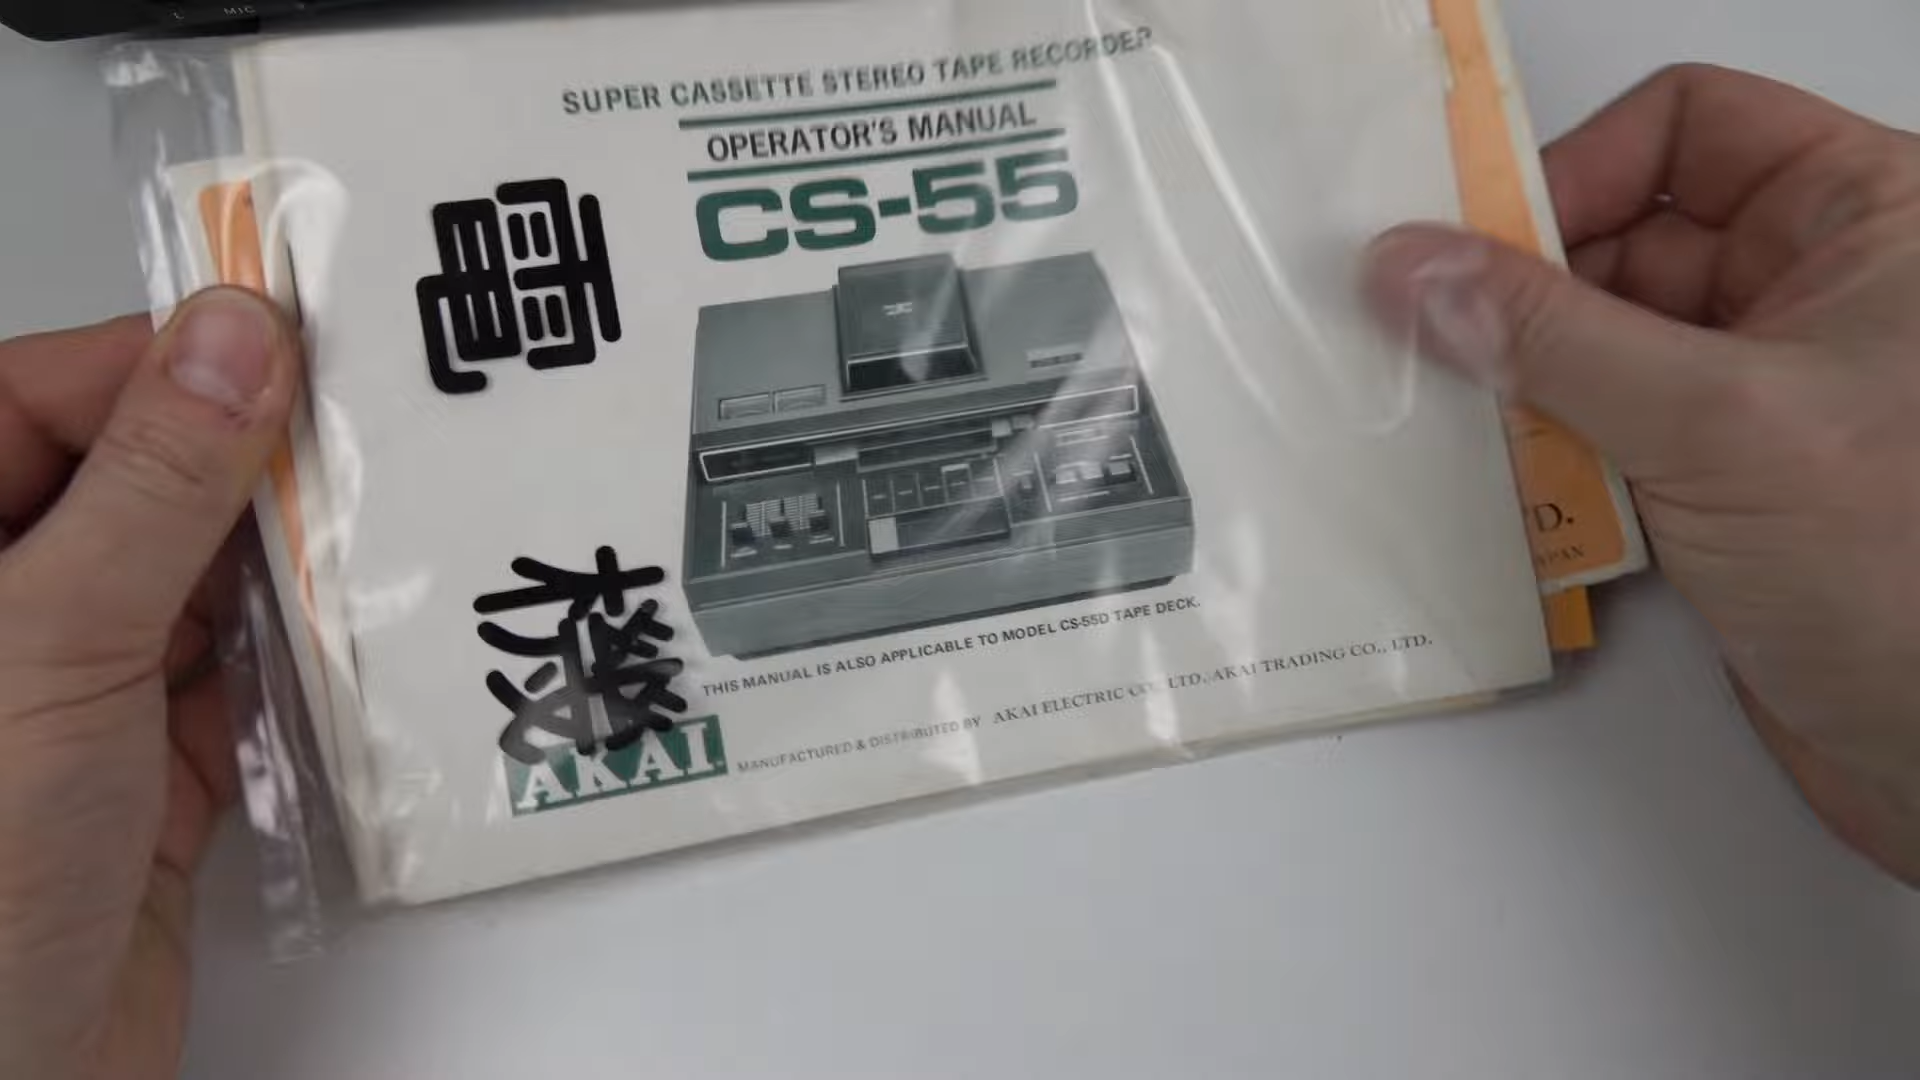 L MIC
SUPER CASSETTE STEREO TAPE RECORDER
OPERATOR'S MANUAL
CS-55
電
機
THIS MANUAL IS ALSO APPLICABLE TO MODEL CS-55D TAPE DECK.
AKAI
MANUFACTURED & DISTRIBUTED BY AKAI ELECTRIC CO., LTD./AKAI TRADING CO., LTD.
D.